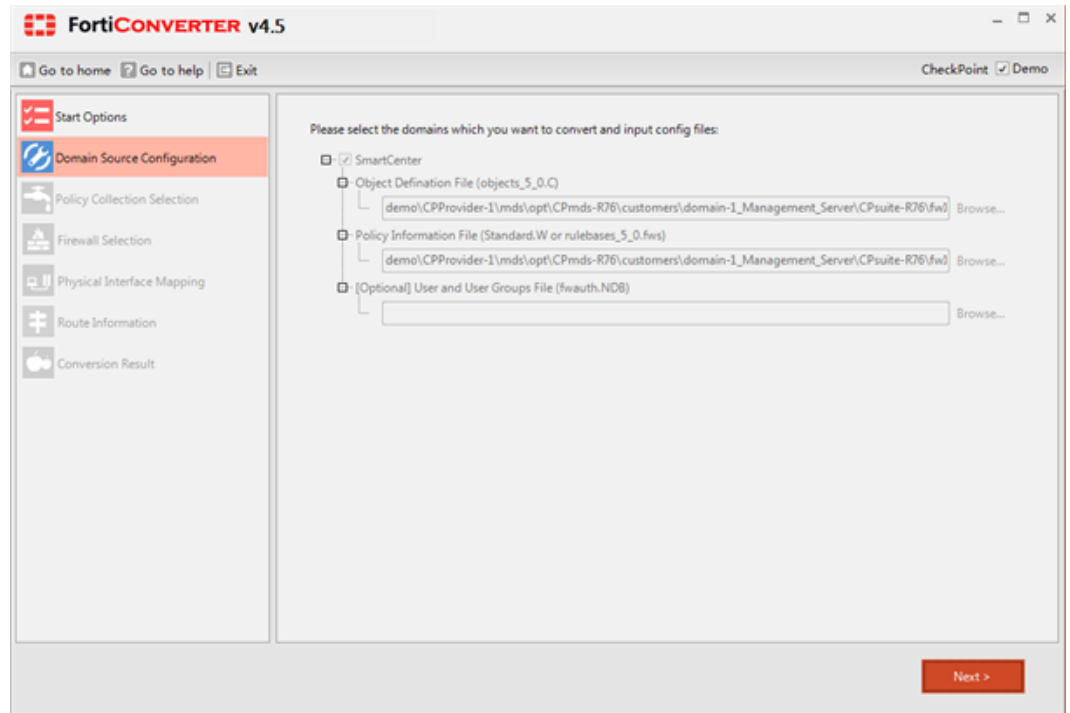 FortiCONVERTER v4.5
Go to home Go to help Exit
CheckPoint Demo
Start Options
Domain Source Configuration
Policy Collection Selection
Firewall Selection
Physical Interface Mapping
Route Information
Conversion Result
Please select the domains which you want to convert and input config files:
SmartCenter
Object Defination File (objects_5_0.C)
demo\CPProvider-1\mds\opt\CPmds-R76\customers\domain-1_Management_Server\CPsuite-R76\fw1 Browse...
Policy Information File (Standard.W or rulebases_5_0.fws)
demo\CPProvider-1\mds\opt\CPmds-R76\customers\domain-1_Management_Server\CPsuite-R76\fw1 Browse...
[Optional] User and User Groups File (fwauth.NDB)
Browse...
Next >